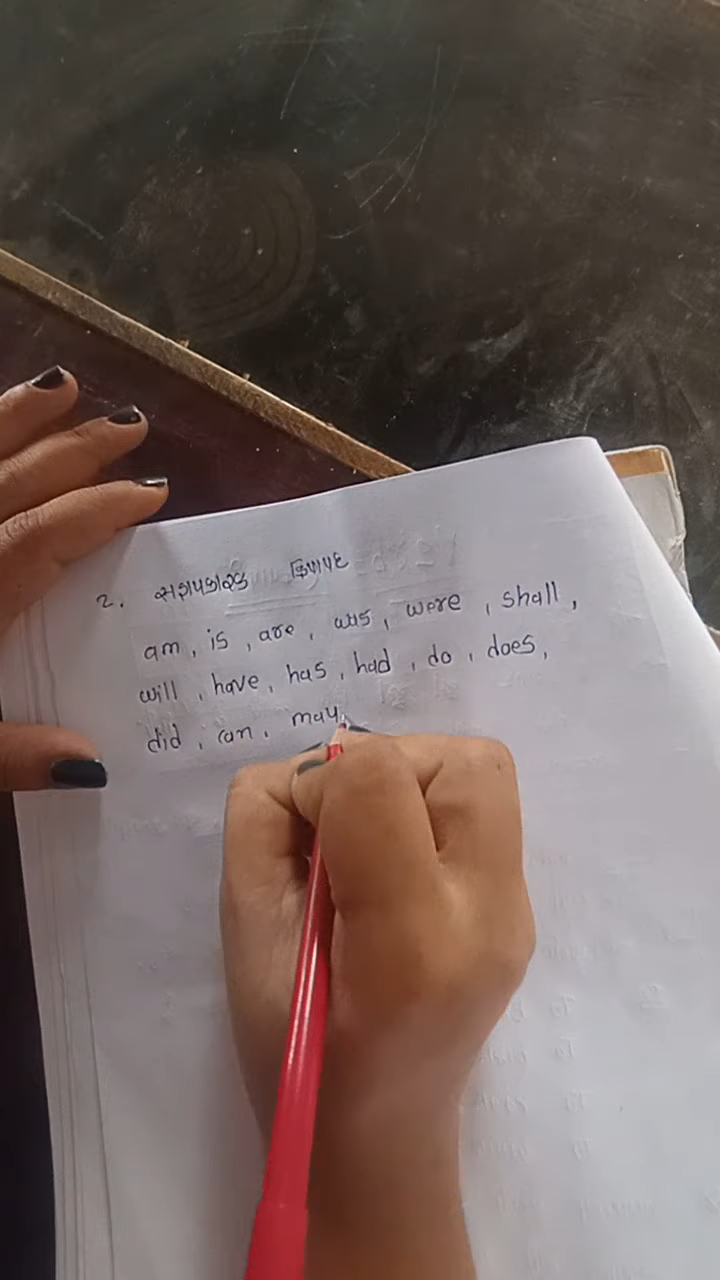 2. સહાયકારક ક્રિયાપદ
am, is, are, was, were, shall,
will, have, has, had, do, does,
did, can, may,